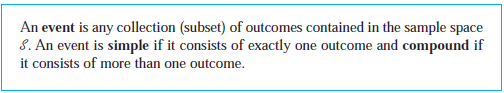 An event is any collection (subset) of outcomes contained in the sample space
𝒮. An event is simple if it consists of exactly one outcome and compound if
it consists of more than one outcome.